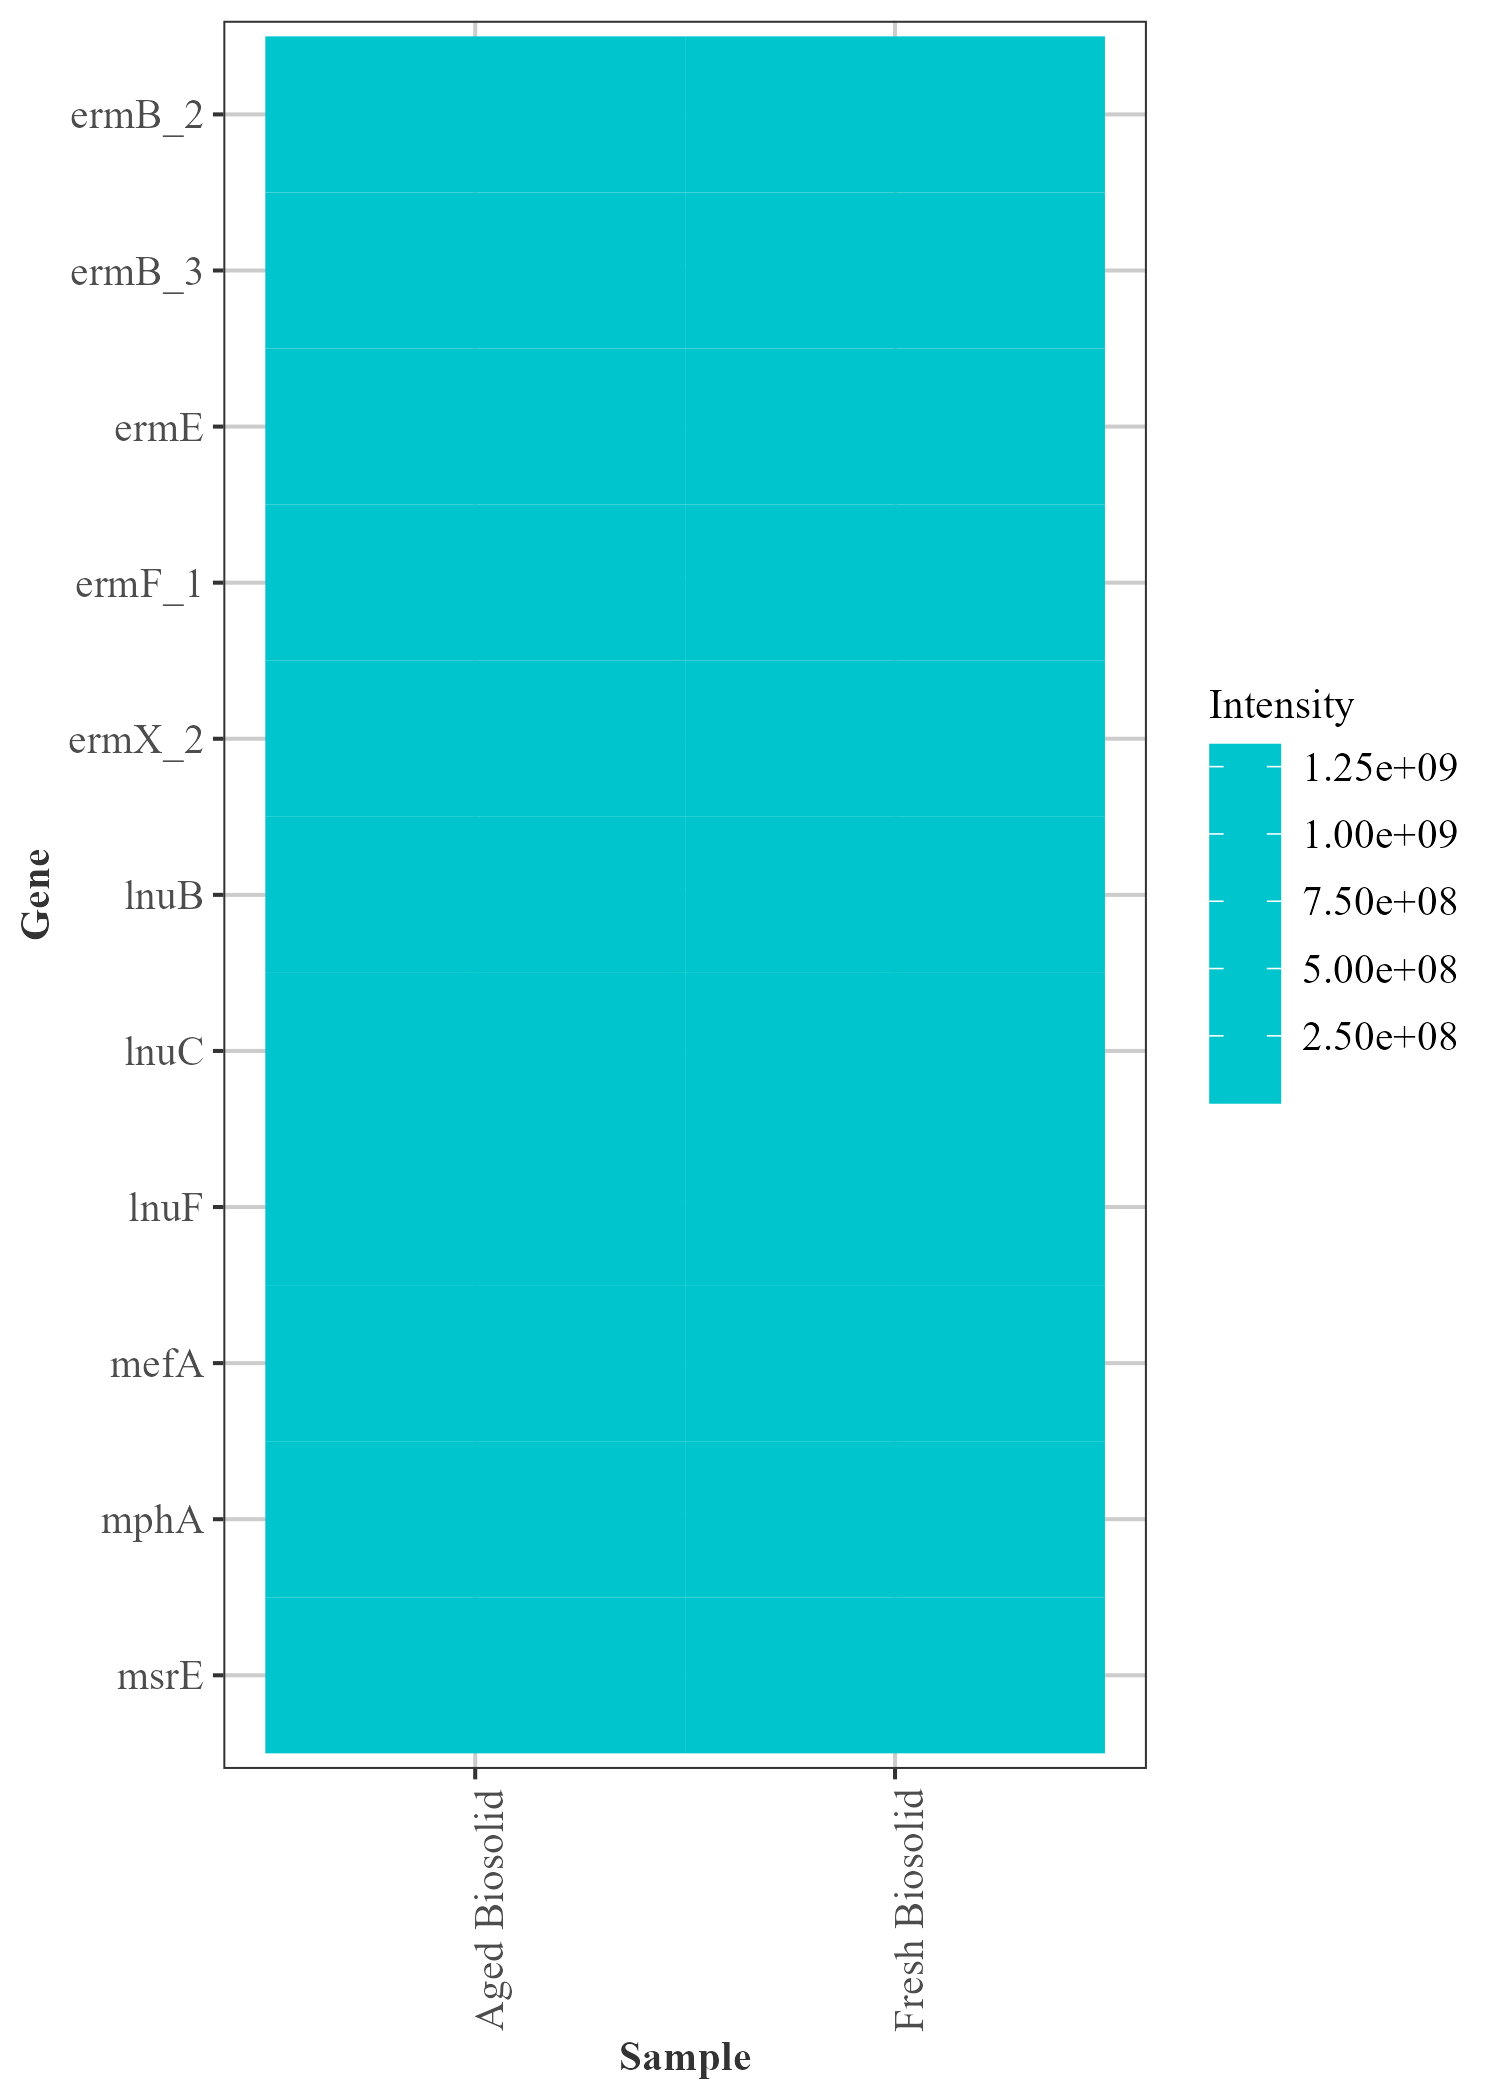 ermB_2
ermB_3
ermE
ermF_1
ermX_2
lnuB
lnuC
lnuF
mefA
mphA
msrE
Gene
Aged Biosolid
Fresh Biosolid
Sample
Intensity
1.25e+09
1.00e+09
7.50e+08
5.00e+08
2.50e+08